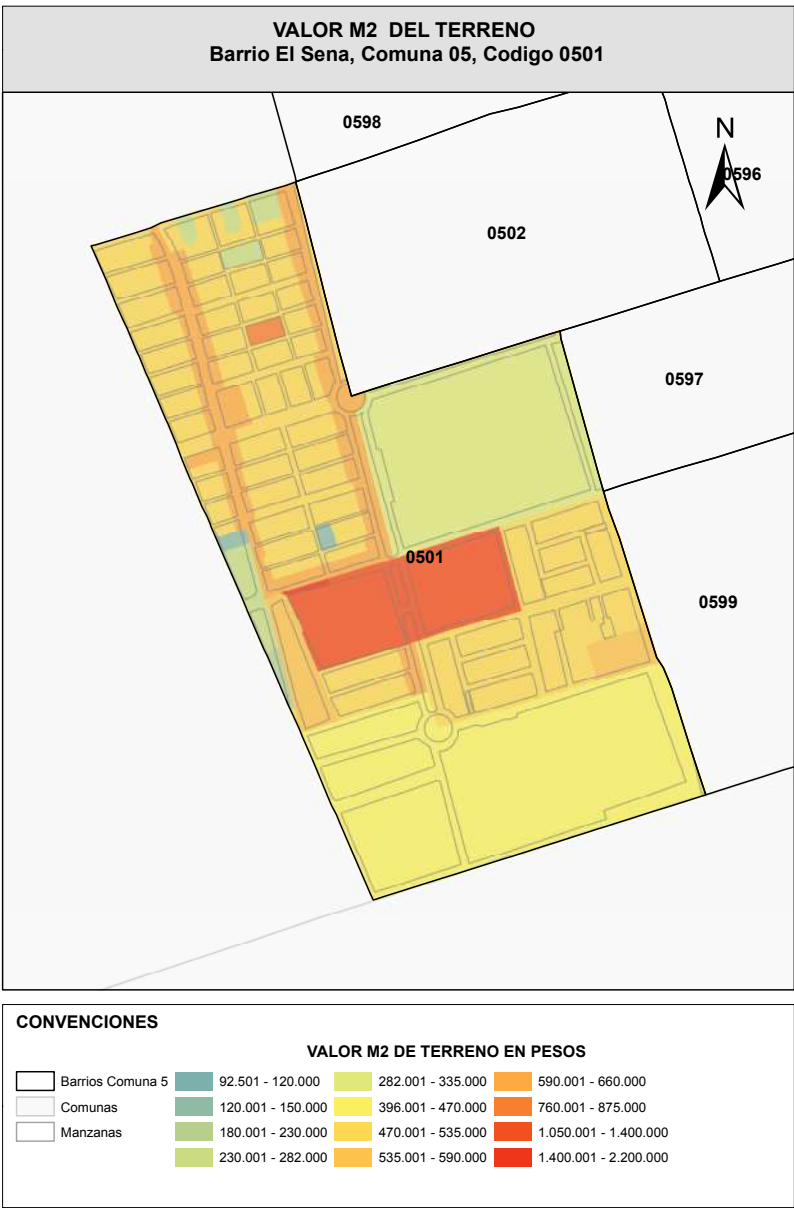 VALOR M2 DEL TERRENO
Barrio El Sena, Comuna 05, Codigo 0501
0598
N
0596
0502
0597
0501
0599
CONVENCIONES
VALOR M2 DE TERRENO EN PESOS
Barrios Comuna 5
92.501 - 120.000
282.001 - 335.000
590.001 - 660.000
Comunas
120.001 - 150.000
396.001 - 470.000
760.001 - 875.000
Manzanas
180.001 - 230.000
470.001 - 535.000
1.050.001 - 1.400.000
230.001 - 282.000
535.001 - 590.000
1.400.001 - 2.200.000